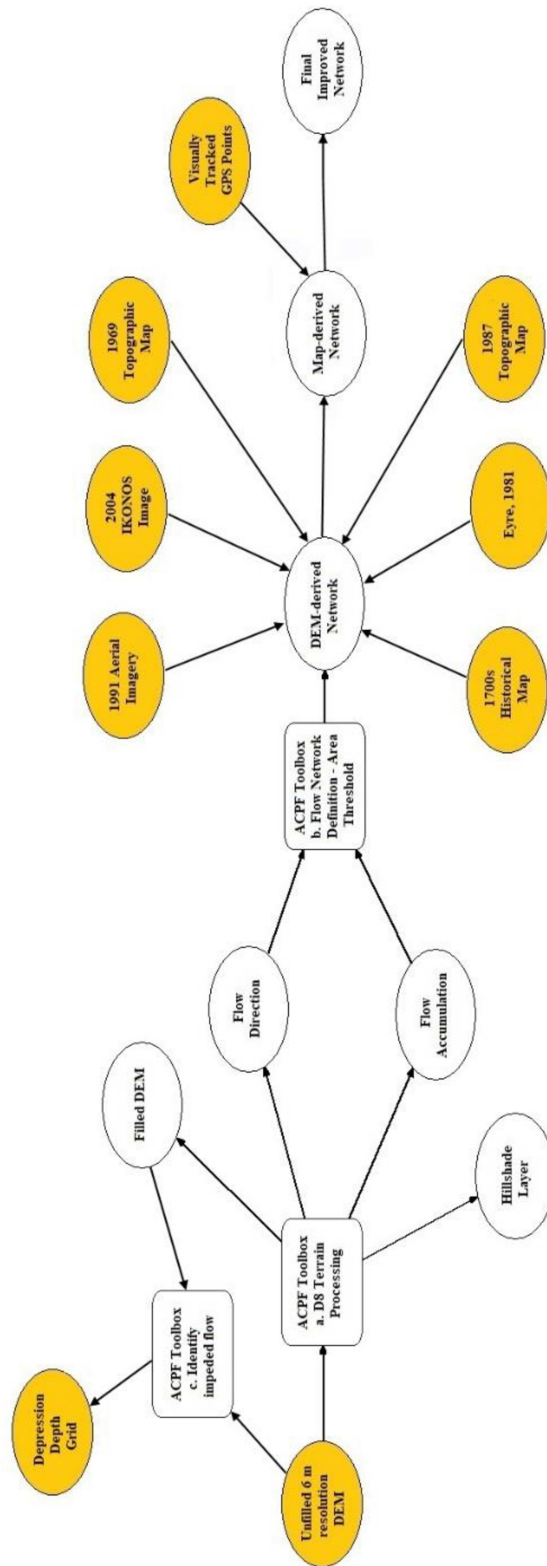 Depression
Depth
Grid
Unfilled 6 m
resolution
DEM
ACPF Toolbox
c. Identify
impeded flow
Filled DEM
ACPF Toolbox
a. D8 Terrain
Processing
Hillshade
Layer
Flow
Direction
Flow
Accumulation
ACPF Toolbox
b. Flow Network
Definition - Area
Threshold
1991 Aerial
Imagery
2004
IKONOS
Image
1969
Topographic
Map
DEM-derived
Network
1700s
Historical
Map
Eyre, 1981
1987
Topographic
Map
Visually
Tracked
GPS Points
Map-derived
Network
Final
Improved
Network